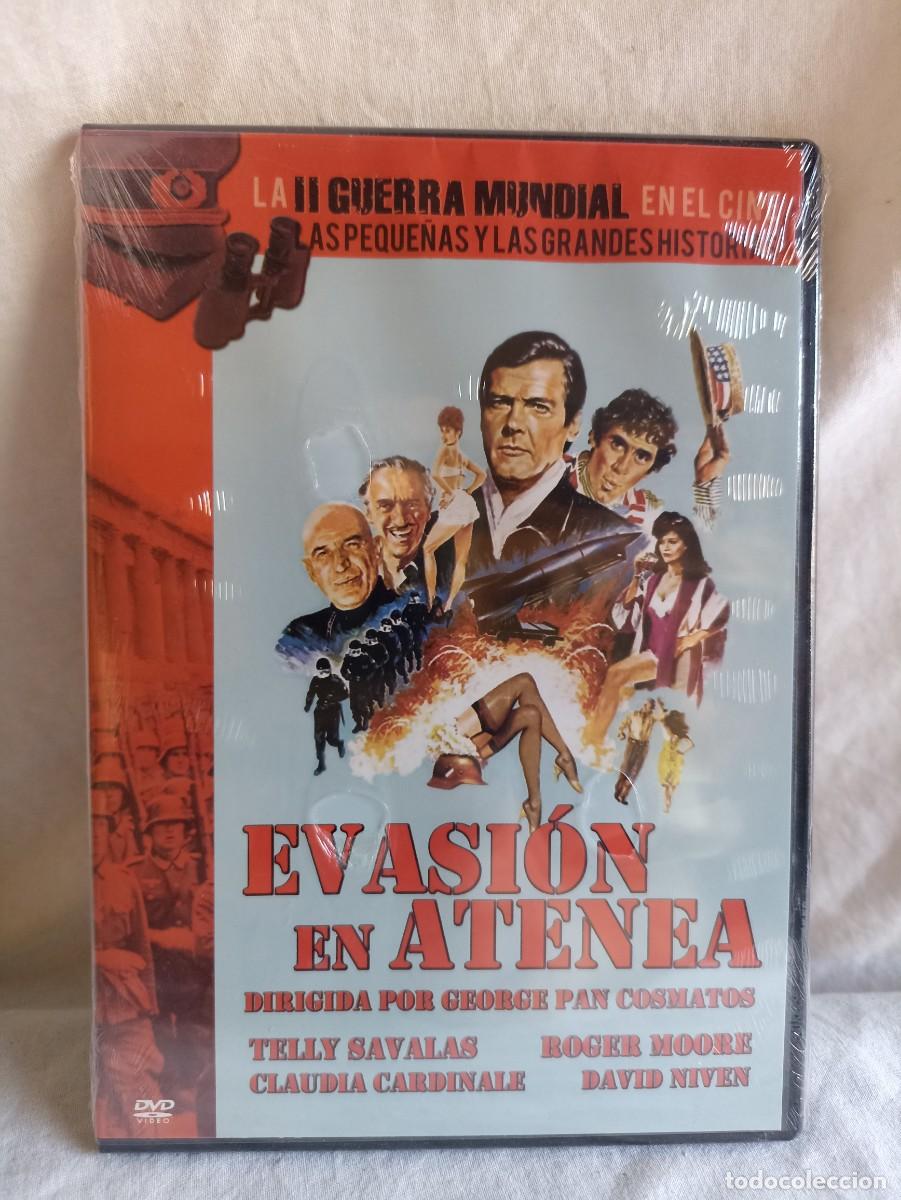 LA II GUERRA MUNDIAL EN EL CINE
LAS PEQUEÑAS Y LAS GRANDES HISTORIAS
EVASIÓN
EN ATENEA
DIRIGIDA POR GEORGE PAN COSMATOS
TELLY SAVALAS ROGER MOORE
CLAUDIA CARDINALE DAVID NIVEN
DVD
VIDEO
todocoleccion